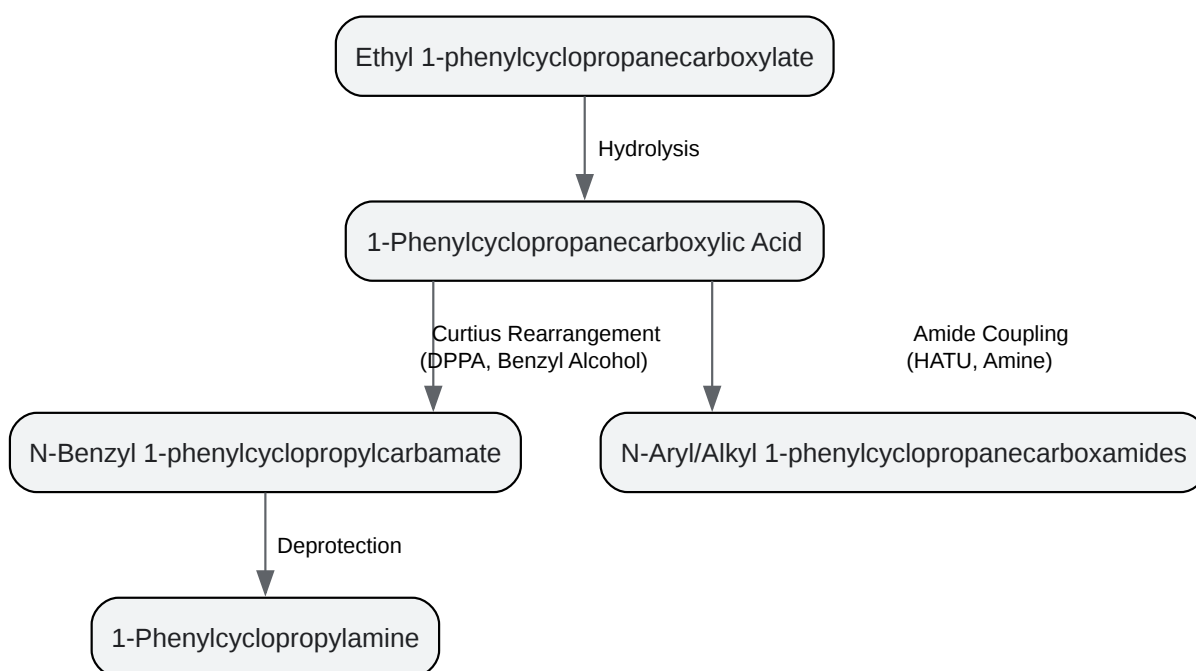 Ethyl 1-phenylcyclopropanecarboxylate
Hydrolysis
1-Phenylcyclopropanecarboxylic Acid
Curtius Rearrangement
(DPPA, Benzyl Alcohol)
Amide Coupling
(HATU, Amine)
N-Benzyl 1-phenylcyclopropylcarbamate
N-Aryl/Alkyl 1-phenylcyclopropanecarboxamides
Deprotection
1-Phenylcyclopropylamine